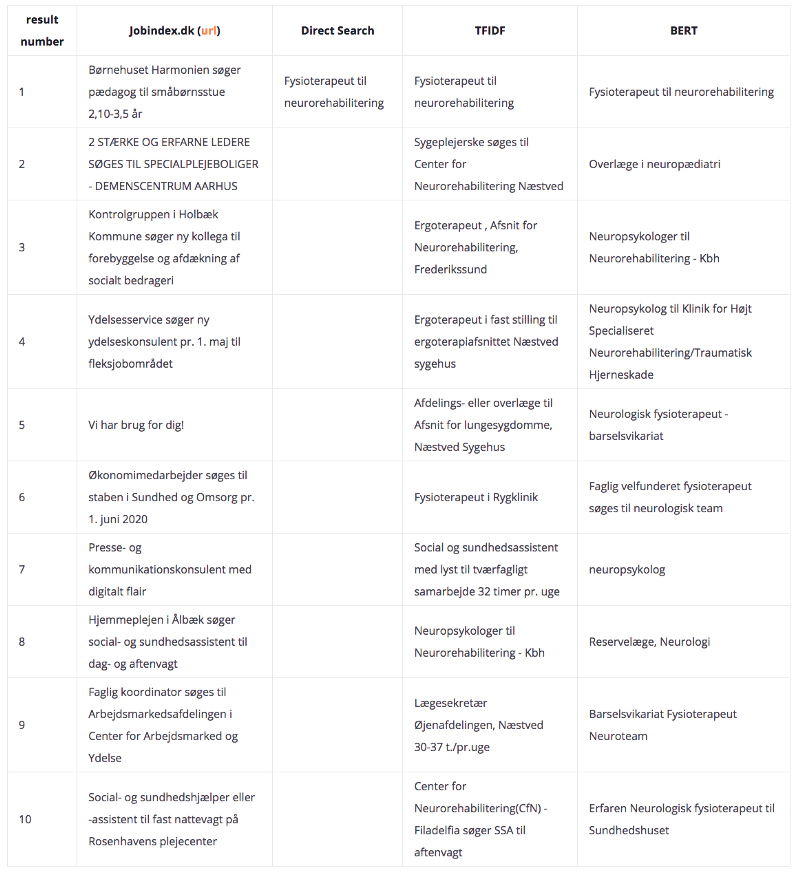 result
number
Jobindex.dk (url)
Direct Search
TFIDF
BERT
1
Børnehuset Harmonien søger
pædagog til småbørnsstue
2,10-3,5 år
Fysioterapeut til
neurorehabilitering
Fysioterapeut til
neurorehabilitering
Fysioterapeut til neurorehabilitering
2
2 STÆRKE OG ERFARNE LEDERE
SØGES TIL SPECIALPLEJEBOLIGER
- DEMENSCENTRUM AARHUS
Sygeplejerske søges til
Center for
Neurorehabilitering Næstved
Overlæge i neuropædiatri
3
Kontrolgruppen i Holbæk
Kommune søger ny kollega til
forebyggelse og afdækning af
socialt bedrageri
Ergoterapeut , Afsnit for
Neurorehabilitering,
Frederikssund
Neuropsykologer til
Neurorehabilitering - Kbh
4
Ydelsesservice søger ny
ydelseskonsulent pr. 1. maj til
fleksjobområdet
Ergoterapeut i fast stilling til
ergoterapiafsnittet Næstved
sygehus
Neuropsykolog til Klinik for Højt
Specialiseret
Neurorehabilitering/Traumatisk
Hjerneskade
5
Vi har brug for dig!
Afdelings- eller overlæge til
Afsnit for lungesygdomme,
Næstved Sygehus
Neurologisk fysioterapeut -
barselsvikariat
6
Økonomimedarbejder søges til
staben i Sundhed og Omsorg pr.
1. juni 2020
Fysioterapeut i Rygklinik
Faglig velfunderet fysioterapeut
søges til neurologisk team
7
Presse- og
kommunikationskonsulent med
digitalt flair
Social og sundhedsassistent
med lyst til tværfagligt
samarbejde 32 timer pr. uge
neuropsykolog
8
Hjemmeplejen i Ålbæk søger
social- og sundhedsassistent til
dag- og aftenvagt
Neuropsykologer til
Neurorehabilitering - Kbh
Reservelæge, Neurologi
9
Faglig koordinator søges til
Arbejdsmarkedsafdelingen i
Center for Arbejdsmarked og
Ydelse
Lægesekretær
Øjenafdelingen, Næstved
30-37 t./pr.uge
Barselsvikariat Fysioterapeut
Neuroteam
10
Social- og sundhedshjælper eller
-assistent til fast nattevagt på
Rosenhavens plejecenter
Center for
Neurorehabilitering(CfN) -
Filadelfia søger SSA til
aftenvagt
Erfaren Neurologisk fysioterapeut til
Sundhedshuset